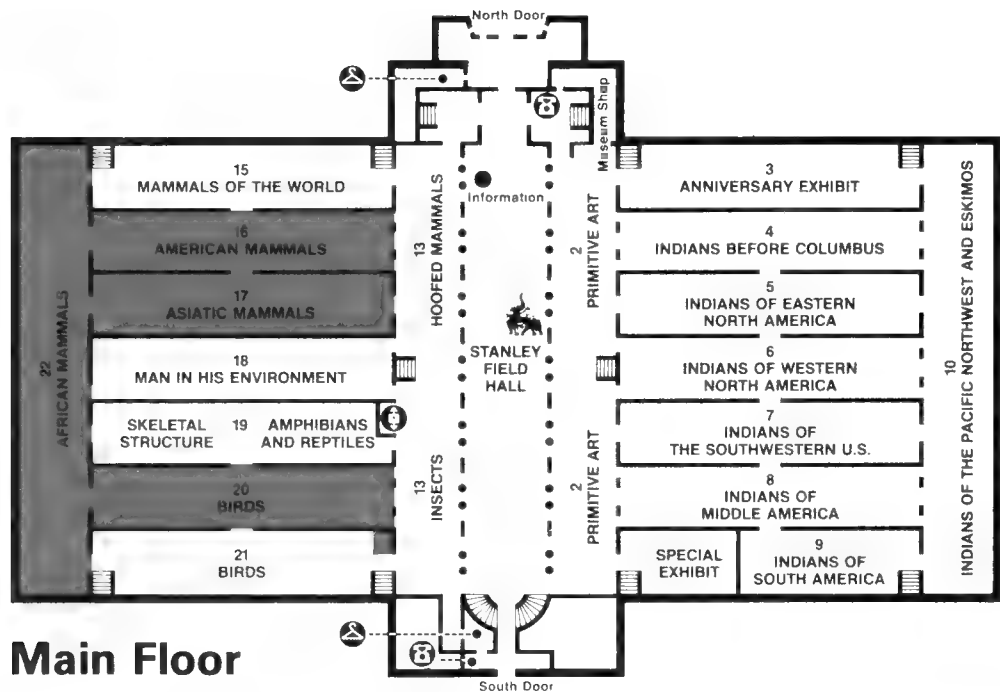 North Door
Museum Shop
15
MAMMALS OF THE WORLD
16
AMERICAN MAMMALS
17
ASIATIC MAMMALS
18
MAN IN HIS ENVIRONMENT
SKELETAL
STRUCTURE
19
AMPHIBIANS
AND REPTILES
20
BIRDS
21
BIRDS
22
AFRICAN MAMMALS
13
HOOFED MAMMALS
13
INSECTS
Information
STANLEY
FIELD
HALL
2
PRIMITIVE ART
2
PRIMITIVE ART
3
ANNIVERSARY EXHIBIT
4
INDIANS BEFORE COLUMBUS
5
INDIANS OF EASTERN
NORTH AMERICA
6
INDIANS OF WESTERN
NORTH AMERICA
7
INDIANS OF
THE SOUTHWESTERN U.S.
8
INDIANS OF
MIDDLE AMERICA
SPECIAL
EXHIBIT
9
INDIANS OF
SOUTH AMERICA
10
INDIANS OF THE PACIFIC NORTHWEST AND ESKIMOS
Main Floor
South Door